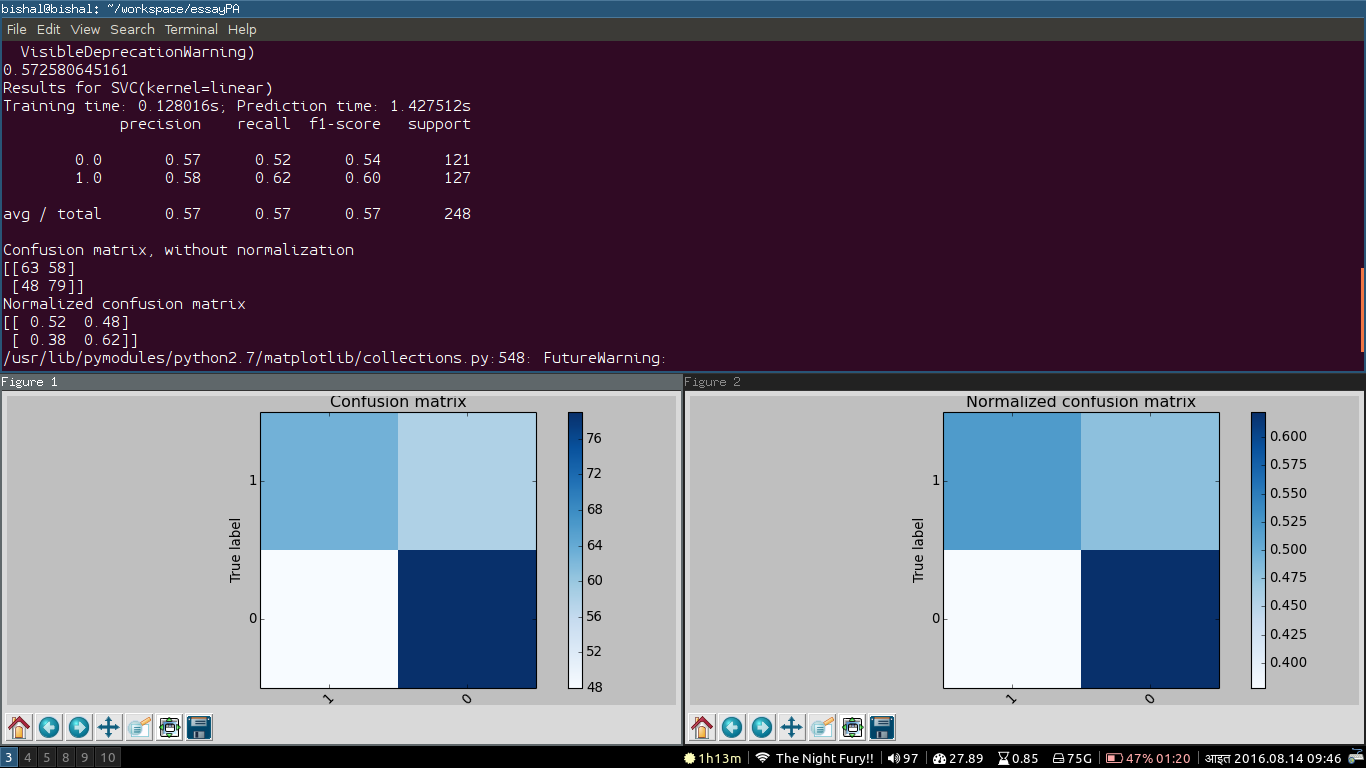 bishal@bishal: ~/workspace/essayPA
File Edit View Search Terminal Help
VisibleDeprecationWarning)
0.572580645161
Results for SVC(kernel=linear)
Training time: 0.128016s; Prediction time: 1.427512s
precision recall f1-score support
0.0 0.57 0.52 0.54 121
1.0 0.58 0.62 0.60 127
avg / total 0.57 0.57 0.57 248
Confusion matrix, without normalization
[[63 58]
[48 79]]
Normalized confusion matrix
[[ 0.52 0.48]
[ 0.38 0.62]]
/usr/lib/pymodules/python2.7/matplotlib/collections.py:548: FutureWarning:
Figure 1
Confusion matrix
True label
1
0
1
0
76
72
68
64
60
56
52
48
Figure 2
Normalized confusion matrix
True label
1
0
1
0
0.600
0.575
0.550
0.525
0.500
0.475
0.450
0.425
0.400
3 4 5 8 9 10
1h13m The Night Fury!! 97 27.89 0.85 75G 47% 01:20 आइत 2016.08.14 09:46